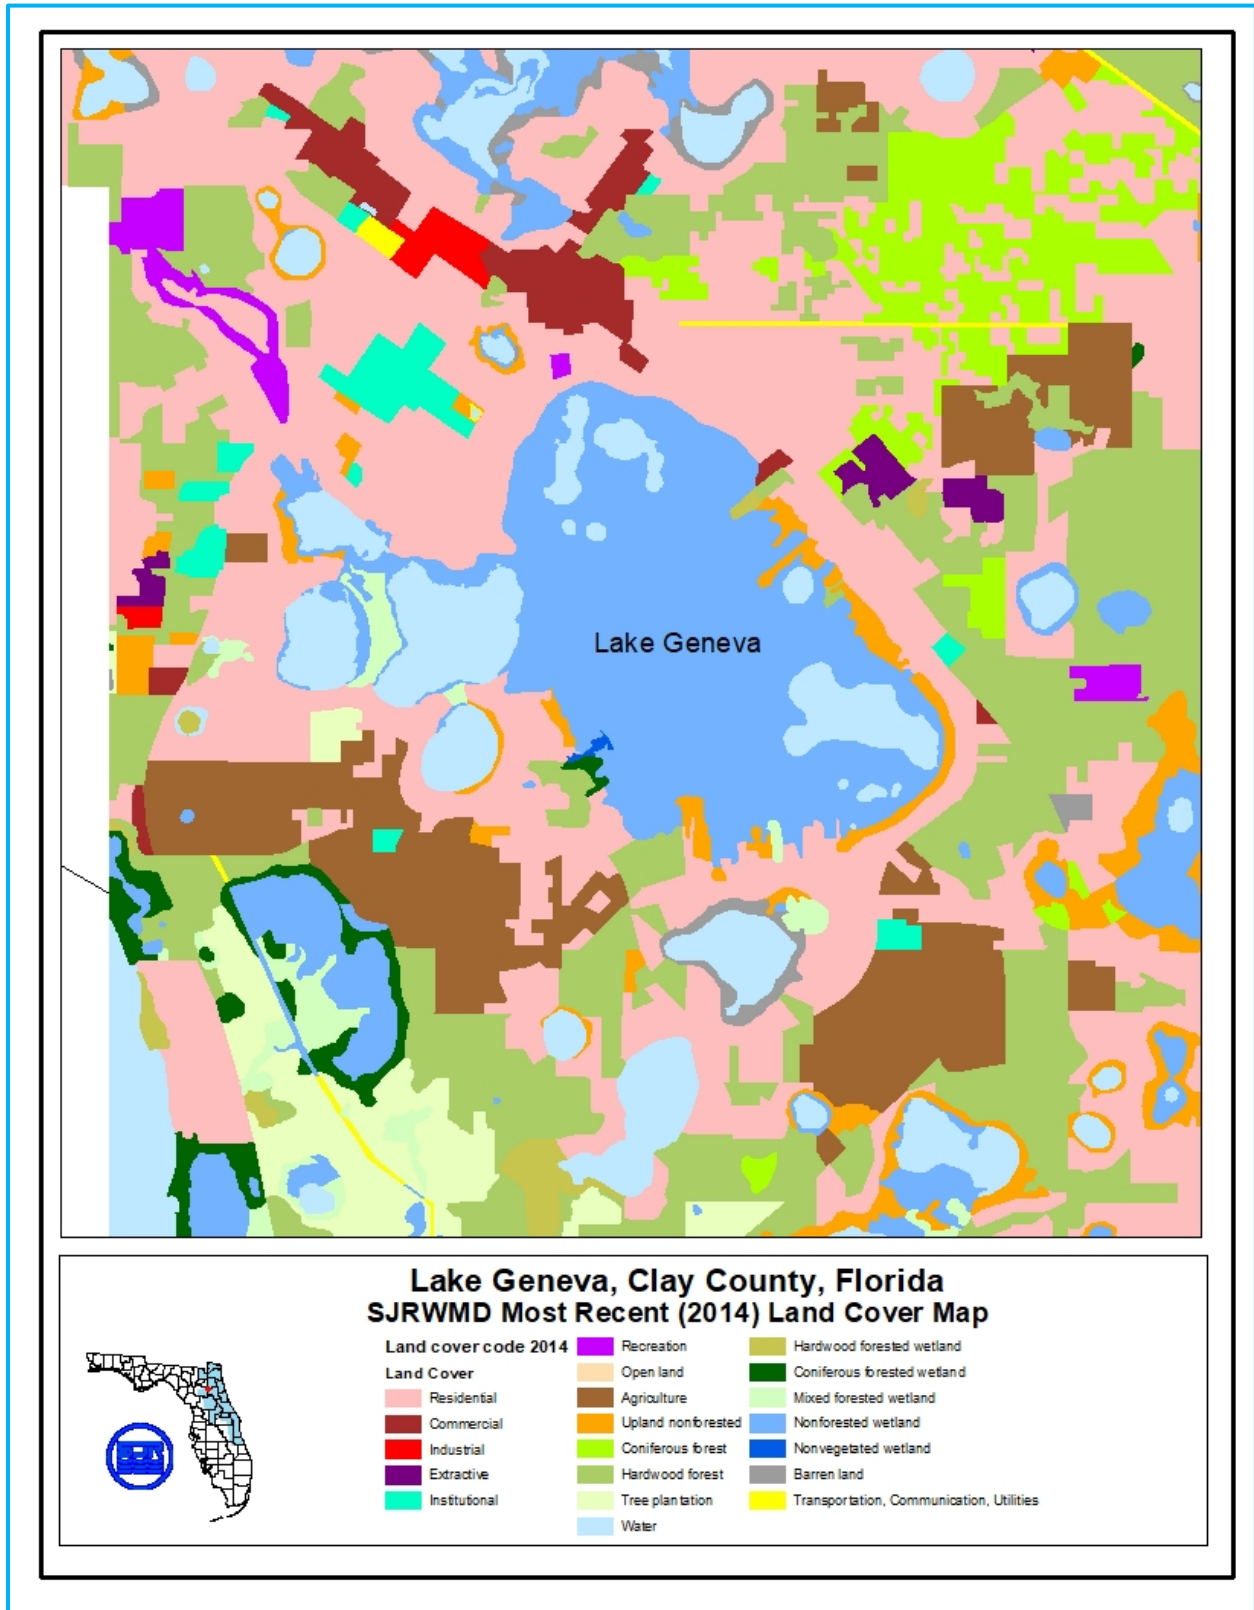 Lake Geneva
Lake Geneva, Clay County, Florida
SJRWMD Most Recent (2014) Land Cover Map
Land cover code 2014
Land Cover
Residential
Commercial
Industrial
Extractive
Institutional
Recreation
Open land
Agriculture
Upland nonforested
Coniferous forest
Hardwood forest
Tree plantation
Water
Hardwood forested wetland
Coniferous forested wetland
Mixed forested wetland
Nonforested wetland
Nonvegetated wetland
Barren land
Transportation, Communication, Utilities